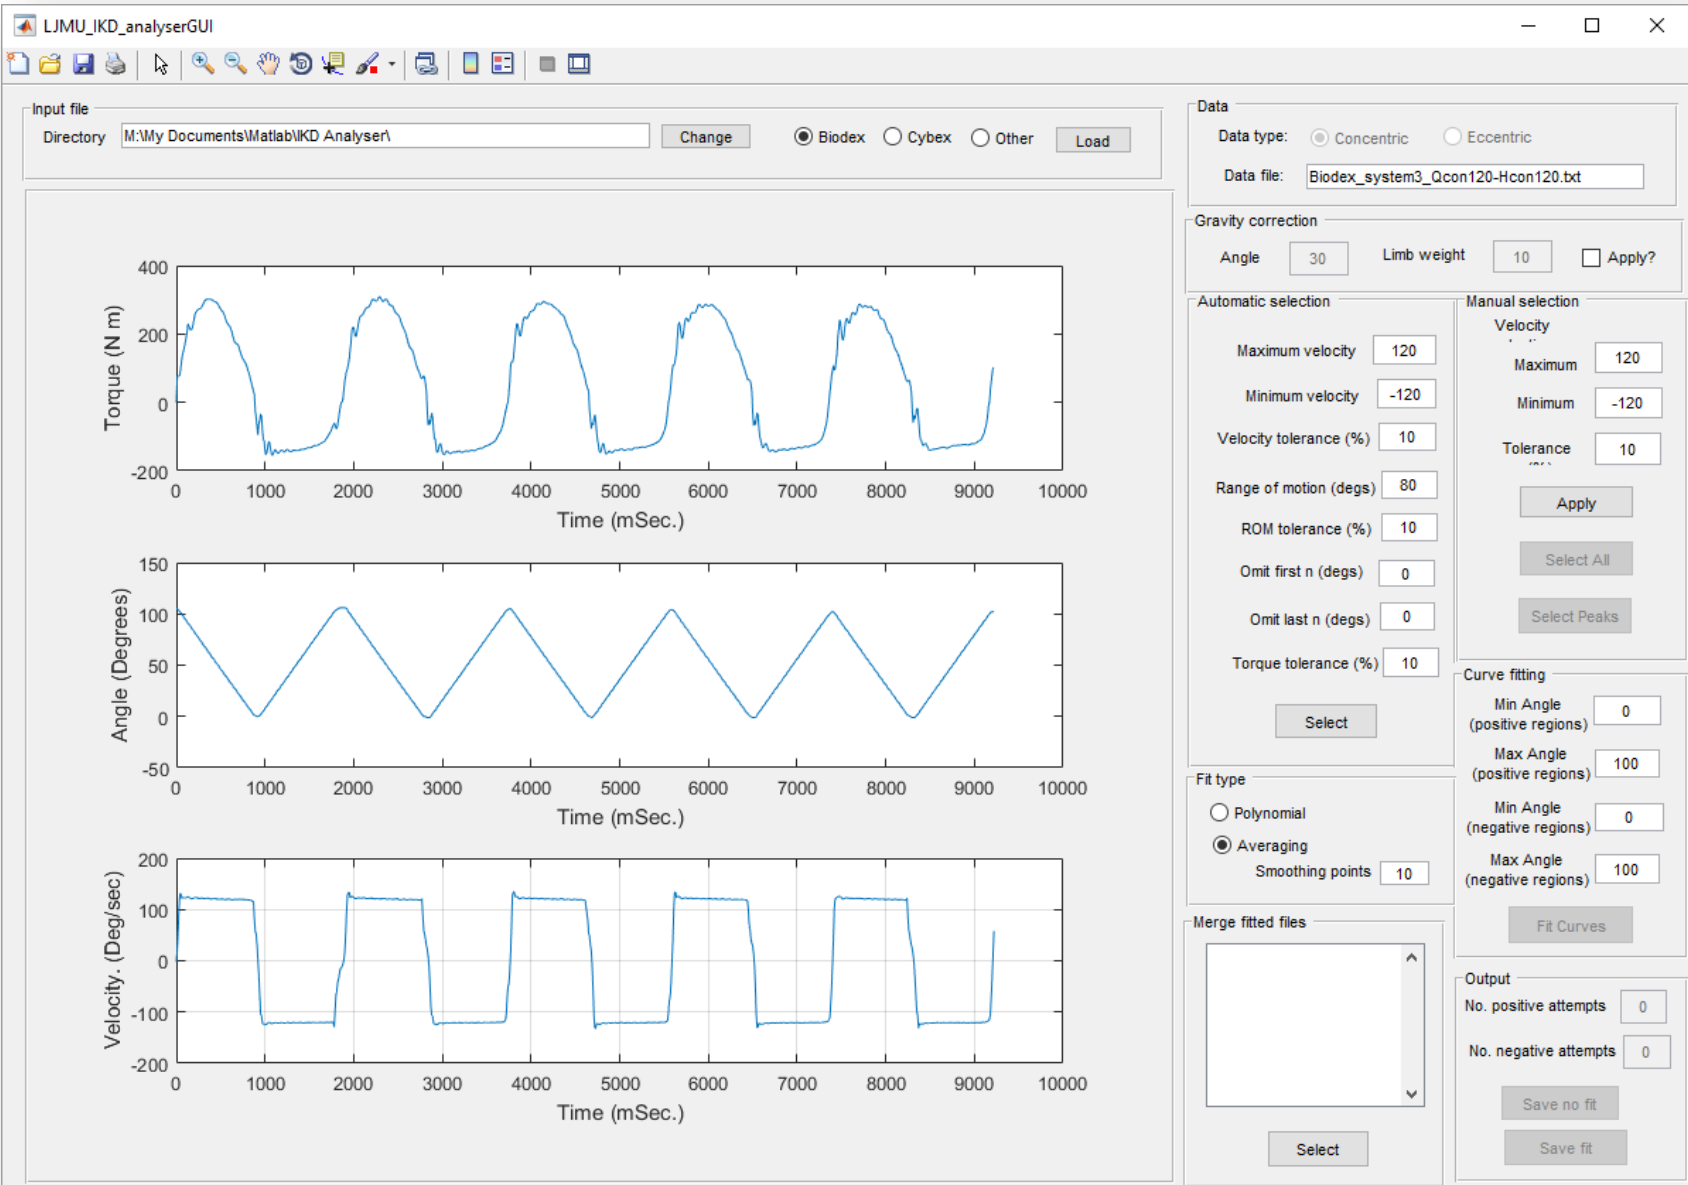 LJMU_IKD_analyserGUI
Input file
Directory M:\My Documents\Matlab\IKD Analyser\ Change Biodex Cybex Other Load
400
200
0
-200
Torque (N m)
0 1000 2000 3000 4000 5000 6000 7000 8000 9000 10000
Time (mSec.)
150
100
50
0
-50
Angle (Degrees)
0 1000 2000 3000 4000 5000 6000 7000 8000 9000 10000
Time (mSec.)
200
100
0
-100
-200
Velocity. (Deg/sec)
0 1000 2000 3000 4000 5000 6000 7000 8000 9000 10000
Time (mSec.)
Data
Data type: Concentric Eccentric
Data file: Biodex_system3_Qcon120-Hcon120.txt
Gravity correction
Angle 30 Limb weight 10 Apply?
Automatic selection
Maximum velocity 120
Minimum velocity -120
Velocity tolerance (%) 10
Range of motion (degs) 80
ROM tolerance (%) 10
Omit first n (degs) 0
Omit last n (degs) 0
Torque tolerance (%) 10
Select
Manual selection
Velocity
Maximum 120
Minimum -120
Tolerance 10
Apply
Select All
Select Peaks
Fit type
Polynomial
Averaging
Smoothing points 10
Curve fitting
Min Angle
(positive regions) 0
Max Angle
(positive regions) 100
Min Angle
(negative regions) 0
Max Angle
(negative regions) 100
Fit Curves
Merge fitted files
Select
Output
No. positive attempts 0
No. negative attempts 0
Save no fit
Save fit